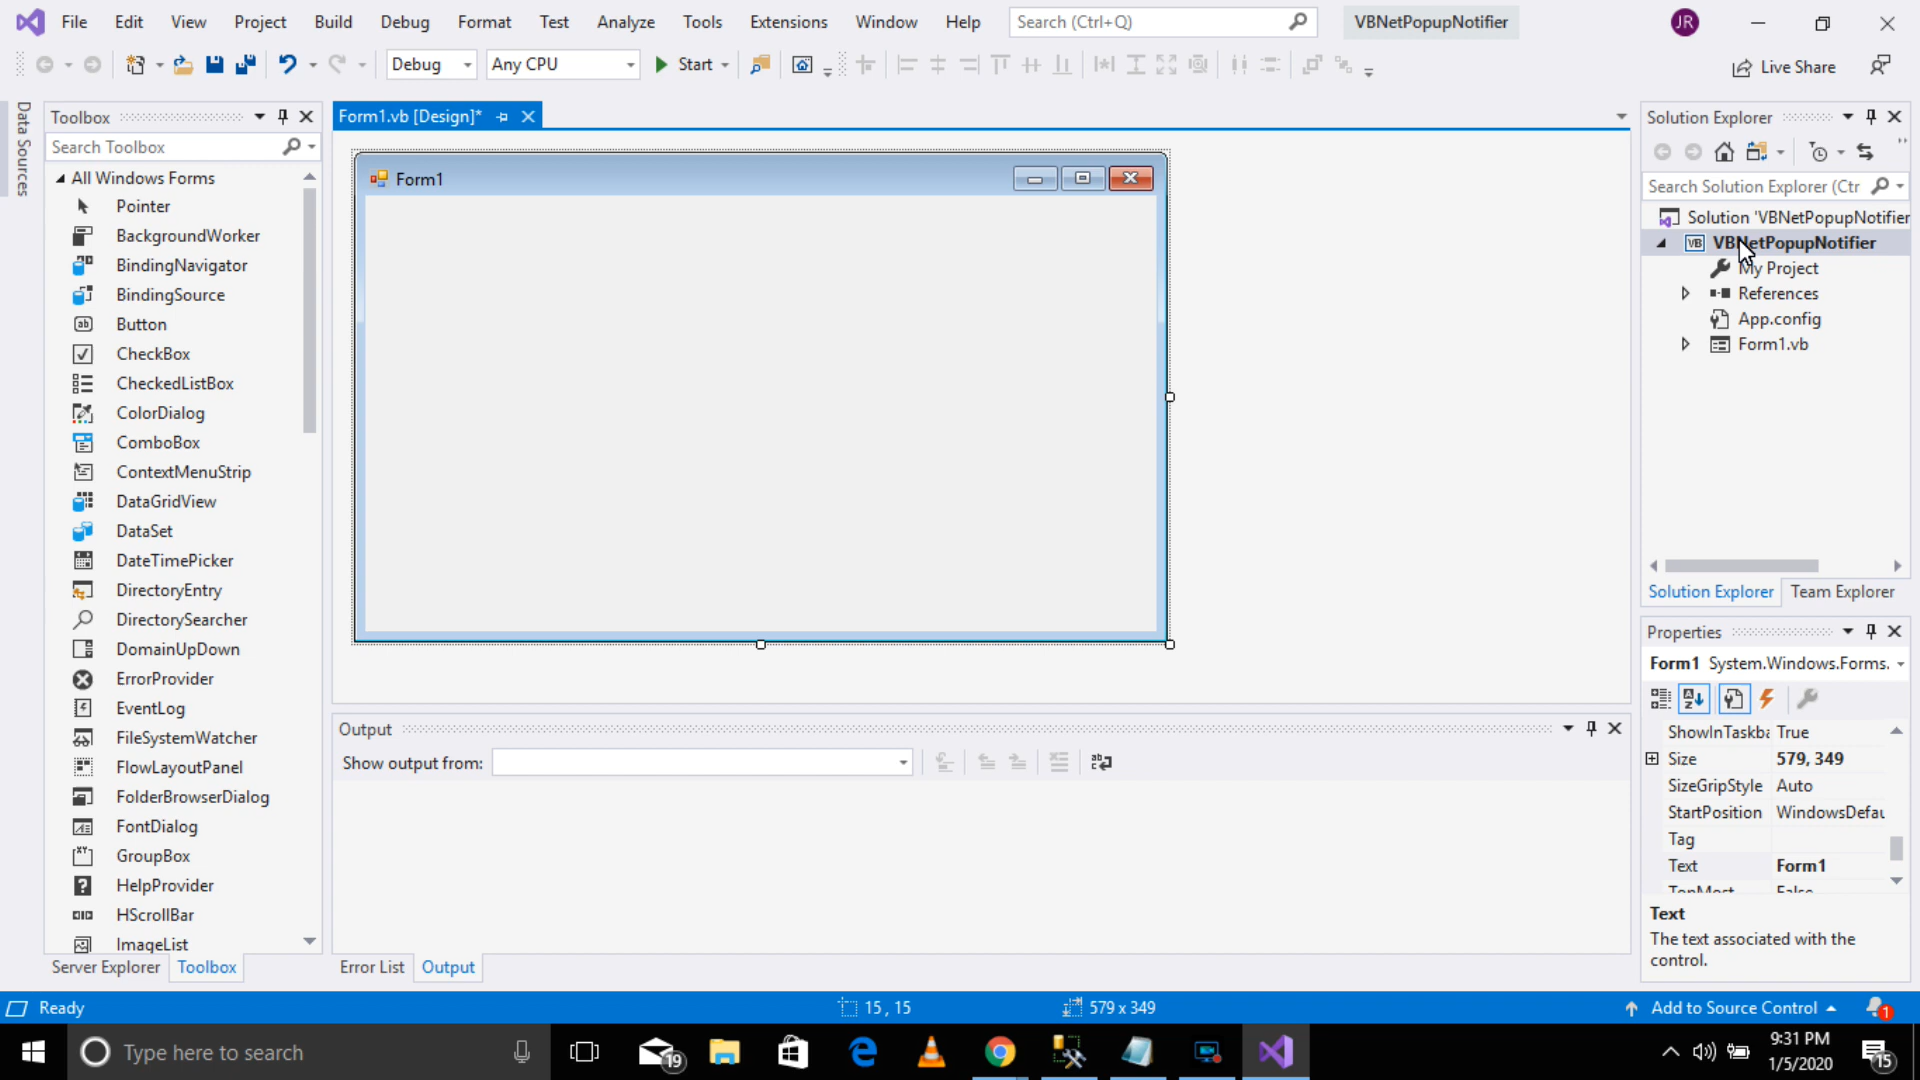 File Edit View Project Build Debug Format Test Analyze Tools Extensions Window Help Search (Ctrl+Q) VBNetPopupNotifier JR
Debug Any CPU Start Live Share
Data Sources
Toolbox
Search Toolbox
All Windows Forms
Pointer
BackgroundWorker
BindingNavigator
BindingSource
Button
CheckBox
CheckedListBox
ColorDialog
ComboBox
ContextMenuStrip
DataGridView
DataSet
DateTimePicker
DirectoryEntry
DirectorySearcher
DomainUpDown
ErrorProvider
EventLog
FileSystemWatcher
FlowLayoutPanel
FolderBrowserDialog
FontDialog
GroupBox
HelpProvider
HScrollBar
ImageList
Server Explorer Toolbox
Form1.vb [Design]*
Form1
Output
Show output from:
Error List Output
Solution Explorer
Search Solution Explorer (Ctr
Solution 'VBNetPopupNotifier
VBNetPopupNotifier
My Project
References
App.config
Form1.vb
Solution Explorer Team Explorer
Properties
Form1 System.Windows.Forms.
ShowInTaskba True
Size 579, 349
SizeGripStyle Auto
StartPosition WindowsDefau
Tag
Text Form1
TopMost False
Text
The text associated with the
control.
Ready 15 , 15 579 x 349 Add to Source Control 1
Type here to search 19 9:31 PM
1/5/2020 15